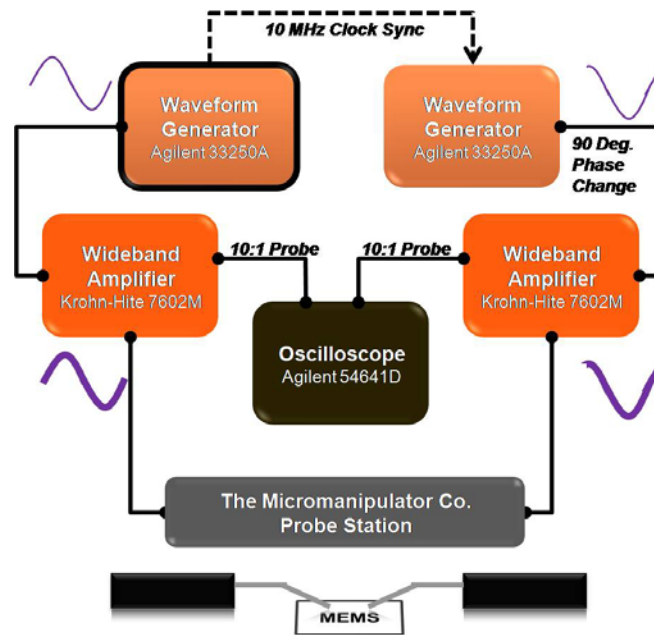 10 MHz Clock Sync
Waveform
Generator
Agilent 33250A
Waveform
Generator
Agilent 33250A
90 Deg.
Phase
Change
Wideband
Amplifier
Krohn-Hite 7602M
10:1 Probe
10:1 Probe
Wideband
Amplifier
Krohn-Hite 7602M
Oscilloscope
Agilent 54641D
The Micromanipulator Co.
Probe Station
MEMS